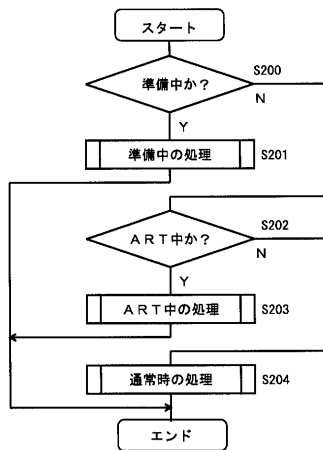 スタート
S200
準備中か?
N
Y
準備中の処理
S201
S202
ART中か?
N
Y
ART中の処理
S203
通常時の処理
S204
エンド